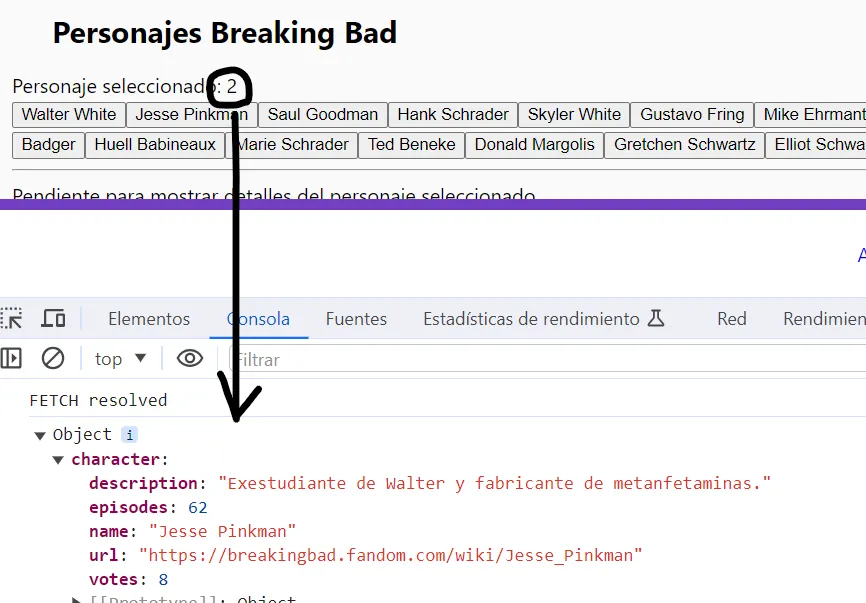 Personajes Breaking Bad
Personaje seleccionado: 2
Walter White Jesse Pinkman Saul Goodman Hank Schrader Skyler White Gustavo Fring Mike Ehrmant
Badger Huell Babineaux Marie Schrader Ted Beneke Donald Margolis Gretchen Schwartz Elliot Schwa
Pendiente para mostrar detalles del personaje seleccionado
A
Elementos Consola Fuentes Estadísticas de rendimiento Red Rendimien
top Filtrar
FETCH resolved
Object i
character:
description: "Exestudiante de Walter y fabricante de metanfetaminas."
episodes: 62
name: "Jesse Pinkman"
url: "https://breakingbad.fandom.com/wiki/Jesse_Pinkman"
votes: 8
[[Prototype]]: Object